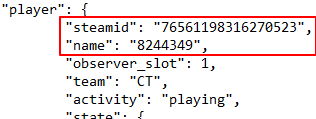 "player": {
"steamid": "76561198316270523",
"name": "8244349",
"observer_slot": 1,
"team": "CT",
"activity": "playing",
"state": {